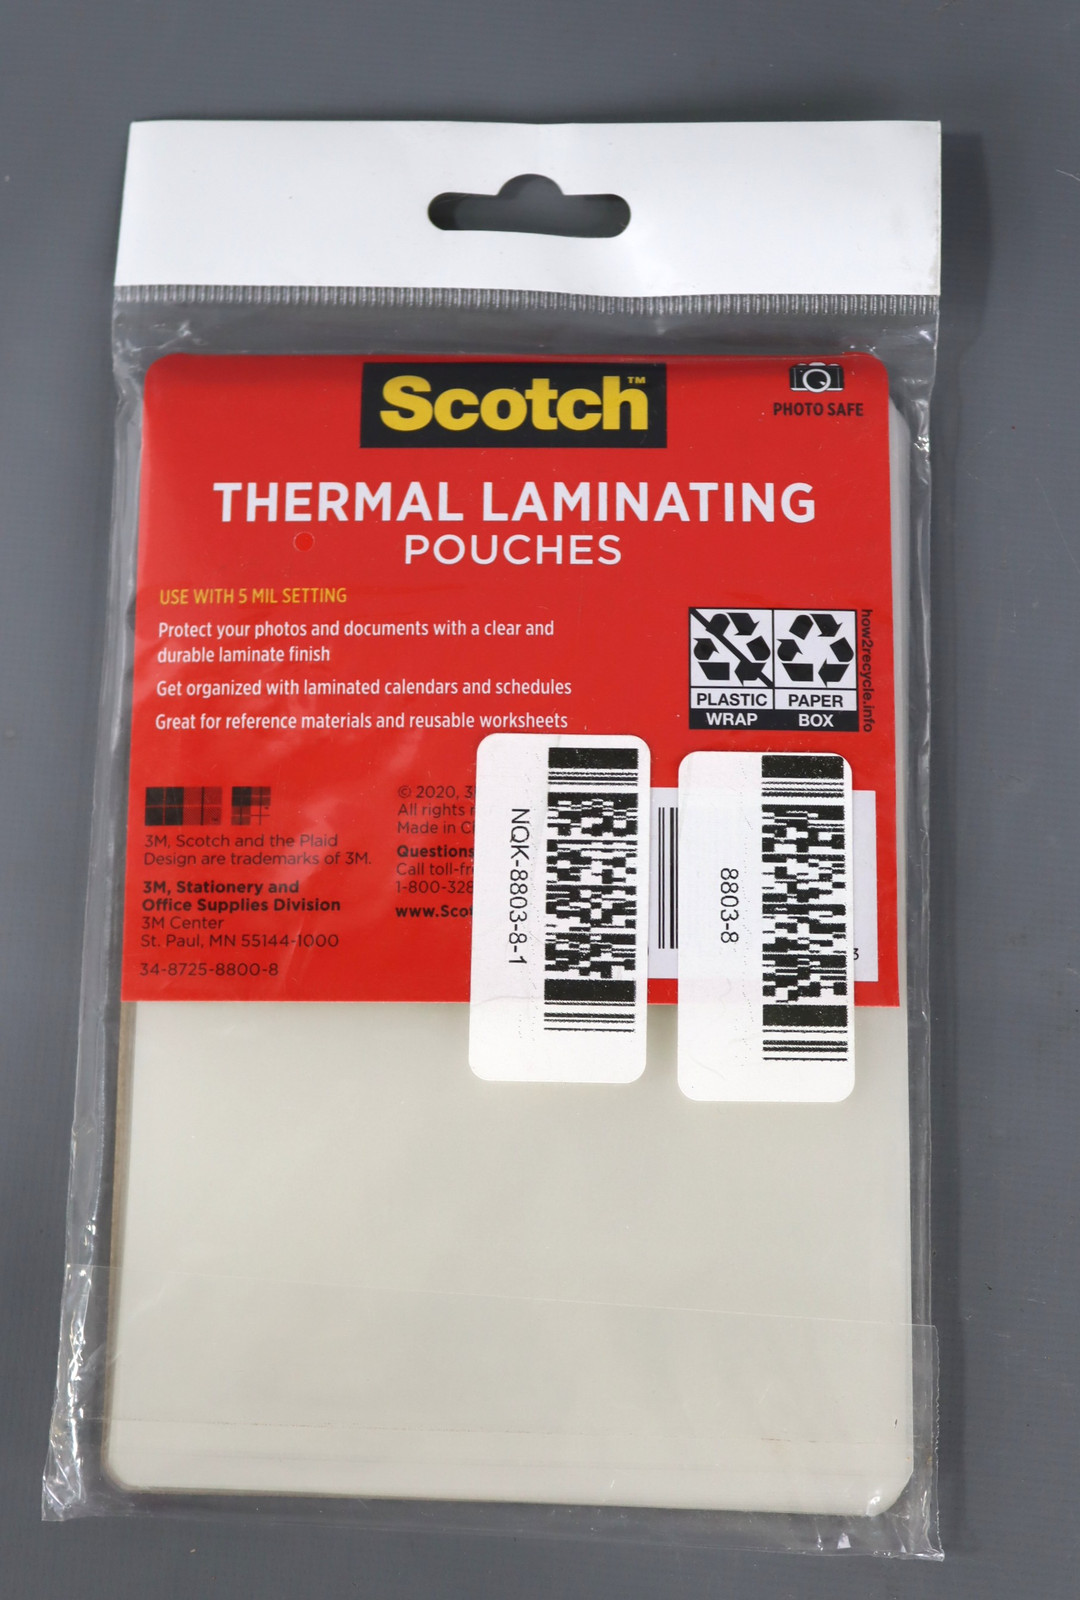 Scotch™
PHOTO SAFE
THERMAL LAMINATING
POUCHES
USE WITH 5 MIL SETTING
Protect your photos and documents with a clear and
durable laminate finish
Get organized with laminated calendars and schedules
Great for reference materials and reusable worksheets
PLASTIC WRAP
PAPER BOX
how2recycle.info
3M, Scotch and the Plaid
Design are trademarks of 3M.
3M, Stationery and
Office Supplies Division
3M Center
St. Paul, MN 55144-1000
34-8725-8800-8
© 2020,
All rights
Made in
Questions
Call
1-800-328
NQK-8803-8-1
8803-8
3